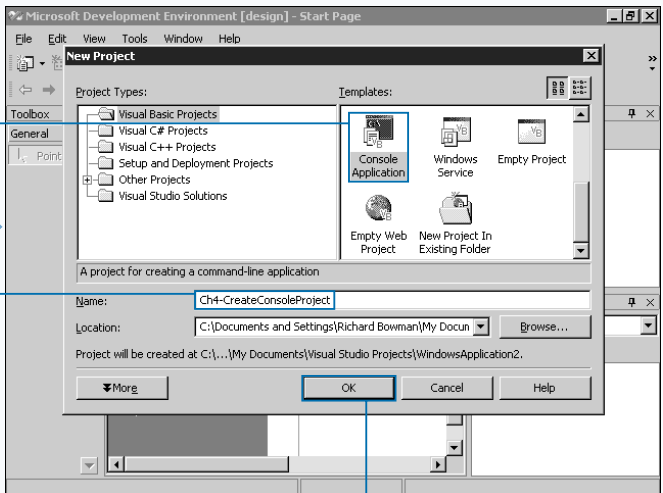 Microsoft Development Environment [design] - Start Page
File Edit View Tools Window Help
New Project
Project Types:
Templates:
Toolbox
General
Point
Visual Basic Projects
Visual C# Projects
Visual C++ Projects
Setup and Deployment Projects
Other Projects
Visual Studio Solutions
Console Application
Windows Service
Empty Project
Empty Web Project
New Project In Existing Folder
A project for creating a command-line application
Name: Ch4-CreateConsoleProject
Location: C:\Documents and Settings\Richard Bowman\My Docun
Browse...
Project will be created at C:\...\My Documents\Visual Studio Projects\WindowsApplication2.
More
OK
Cancel
Help